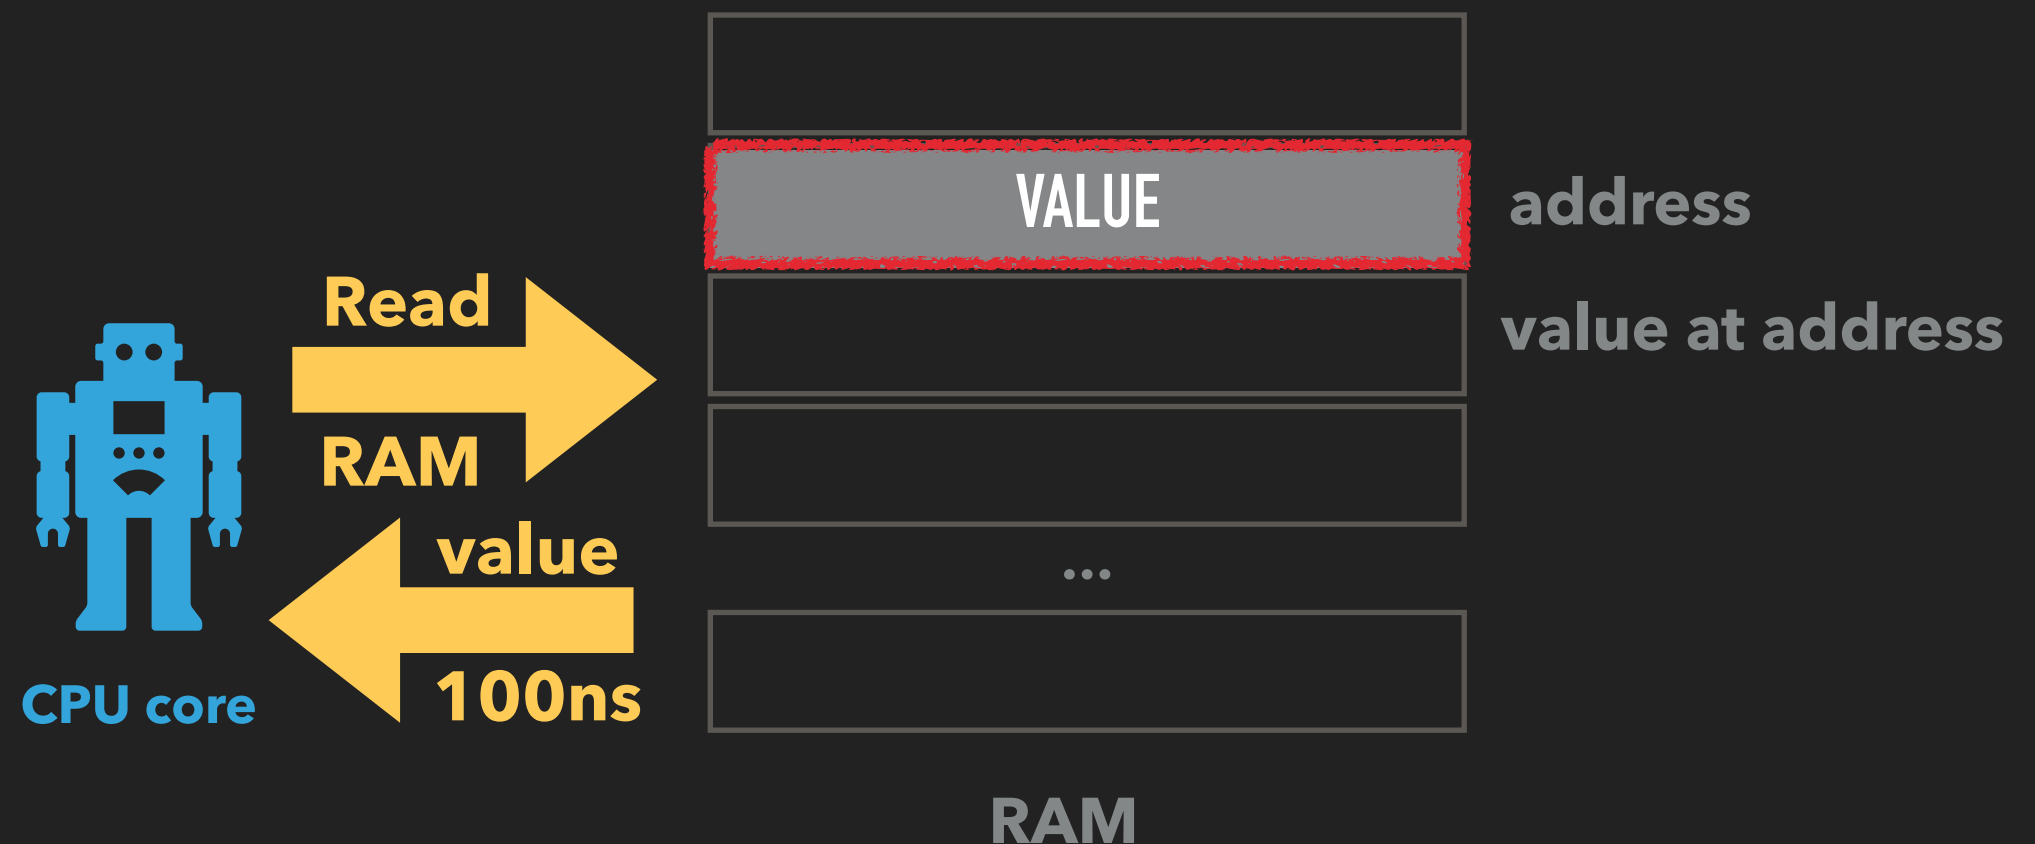 VALUE
address
value at address
Read
RAM
value
100ns
CPU core
...
RAM